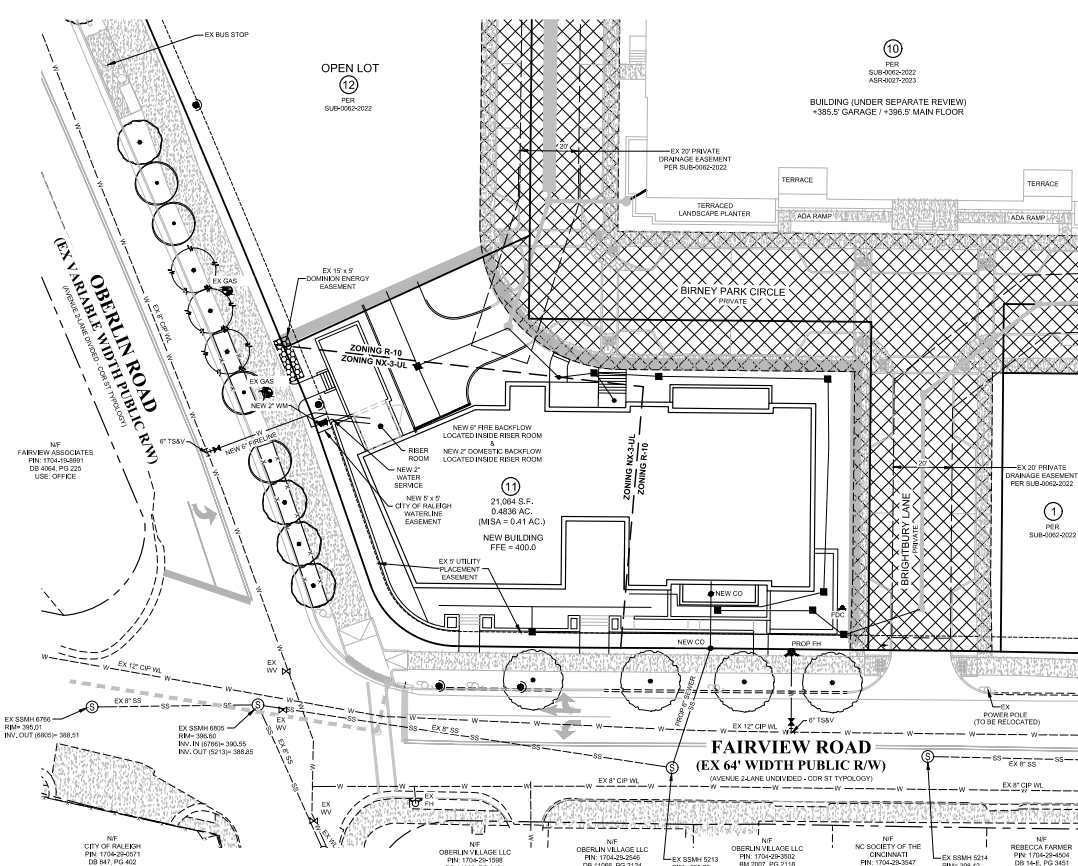 EX BUS STOP
OPEN LOT
12
PER
SUB-0062-2022
10
PER
SUB-0062-2022
ASR-0027-2023
BUILDING (UNDER SEPARATE REVIEW)
+385.5' GARAGE / +396.5' MAIN FLOOR
20'
EX 20' PRIVATE
DRAINAGE EASEMENT
PER SUB-0062-2022
TERRACE
TERRACE
TERRACED
LANDSCAPE PLANTER
ADA RAMP
ADA RAMP
OBERLIN ROAD
(EX VARIABLE WIDTH PUBLIC R/W)
(AVENUE 2-LANE DIVIDED - COR ST TYPOLOGY)
EX 8" CIP WL
EX GAS
EX 15' x 5'
DOMINION ENERGY
EASEMENT
BIRNEY PARK CIRCLE
PRIVATE
ZONING R-10
ZONING NX-3-UL
EX GAS
NEW 2" WM
6" TS&V
NEW 6" FIRELINE
N/F
FAIRVIEW ASSOCIATES
PIN: 1704-19-8991
DB 4064, PG 225
USE: OFFICE
RISER
ROOM
NEW 6" FIRE BACKFLOW
LOCATED INSIDE RISER ROOM
&
NEW 2" DOMESTIC BACKFLOW
LOCATED INSIDE RISER ROOM
NEW 2"
WATER
SERVICE
NEW 5' x 5'
CITY OF RALEIGH
WATERLINE
EASEMENT
11
21,064 S.F.
0.4836 AC.
(MISA = 0.41 AC.)
NEW BUILDING
FFE = 400.0
ZONING NX-3-UL
ZONING R-10
20'
EX 20' PRIVATE
DRAINAGE EASEMENT
PER SUB-0062-2022
1
PER
SUB-0062-2022
BRIGHTBURY LANE
PRIVATE
EX 5' UTILITY
PLACEMENT
EASEMENT
NEW CO
FDC
NEW CO
PROP FH
EX 12" CIP WL
EX
WV
EX 8" SS
EX SSMH 6766
RIM= 395.01
INV. OUT (6805)= 388.51
EX SSMH 6805
RIM= 398.60
INV. IN (6766)= 390.55
INV. OUT (5213)= 388.85
EX
WV
EX 8" SS
EX 8" SS
PROP 6" SEWER
EX 12" CIP WL
6" TS&V
EX
POWER POLE
(TO BE RELOCATED)
FAIRVIEW ROAD
(EX 64' WIDTH PUBLIC R/W)
(AVENUE 2-LANE UNDIVIDED - COR ST TYPOLOGY)
EX 8" SS
EX 8" CIP WL
EX 8" CIP WL
EX
FH
EX
WV
N/F
CITY OF RALEIGH
PIN: 1704-29-0571
DB 847, PG 402
N/F
OBERLIN VILLAGE LLC
PIN: 1704-29-1598
N/F
OBERLIN VILLAGE LLC
PIN: 1704-29-2546
DB 11066, PG 2124
EX SSMH 5213
N/F
OBERLIN VILLAGE LLC
PIN: 1704-29-3502
BM 2007, PG 2118
N/F
NC SOCIETY OF THE
CINCINNATI
PIN: 1704-29-3547
EX SSMH 5214
RIM= 398.42
N/F
REBECCA FARMER
PIN: 1704-29-4504
DB 14-E, PG 3451